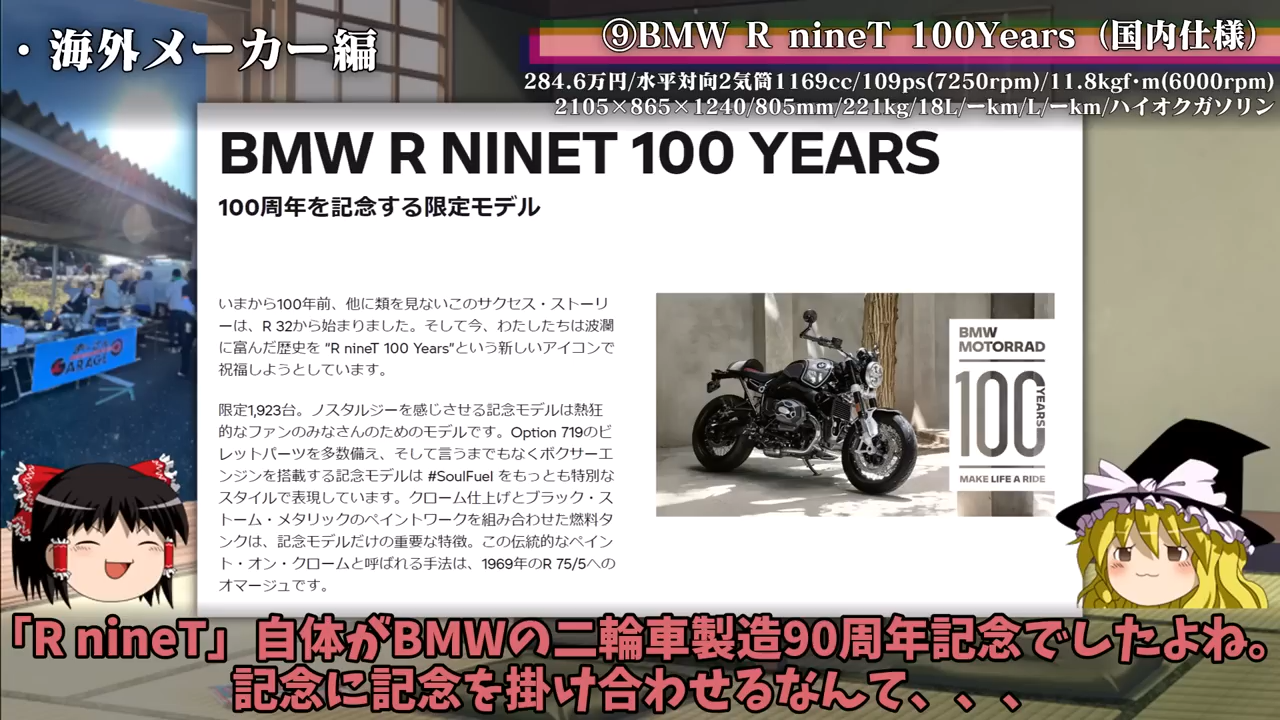 ・海外メーカー編
⑨BMW R nineT 100Years（国内仕様）
284.6万円/水平対向2気筒1169cc/109ps(7250rpm)/11.8kgf･m(6000rpm)
2105×865×1240/805mm/221kg/18L/ーkm/L/ーkm/ハイオクガソリン
BMW R NINET 100 YEARS
100周年を記念する限定モデル
いまから100年前、他に類を見ないこのサクセス・ストーリ
ーは、R 32から始まりました。そして今、わたしたちは波瀾
に富んだ歴史を "R nineT 100 Years"という新しいアイコンで
祝福しようとしています。
限定1,923台。ノスタルジーを感じさせる記念モデルは熱狂
的なファンのみなさんのためのモデルです。Option 719のビ
レットパーツを多数備え、そして言うまでもなくボクサーエ
ンジンを搭載する記念モデルは #SoulFuel をもっとも特別な
スタイルで表現しています。クローム仕上げとブラック・ス
トーム・メタリックのペイントワークを組み合わせた燃料タ
ンクは、記念モデルだけの重要な特徴。この伝統的なペイン
ト・オン・クロームと呼ばれる手法は、1969年のR 75/5への
オマージュです。
BMW
MOTORRAD
100
YEARS
MAKE LIFE A RIDE
GARAGE
「R nineT」自体がBMWの二輪車製造90周年記念でしたよね。
記念に記念を掛け合わせるなんて、、、